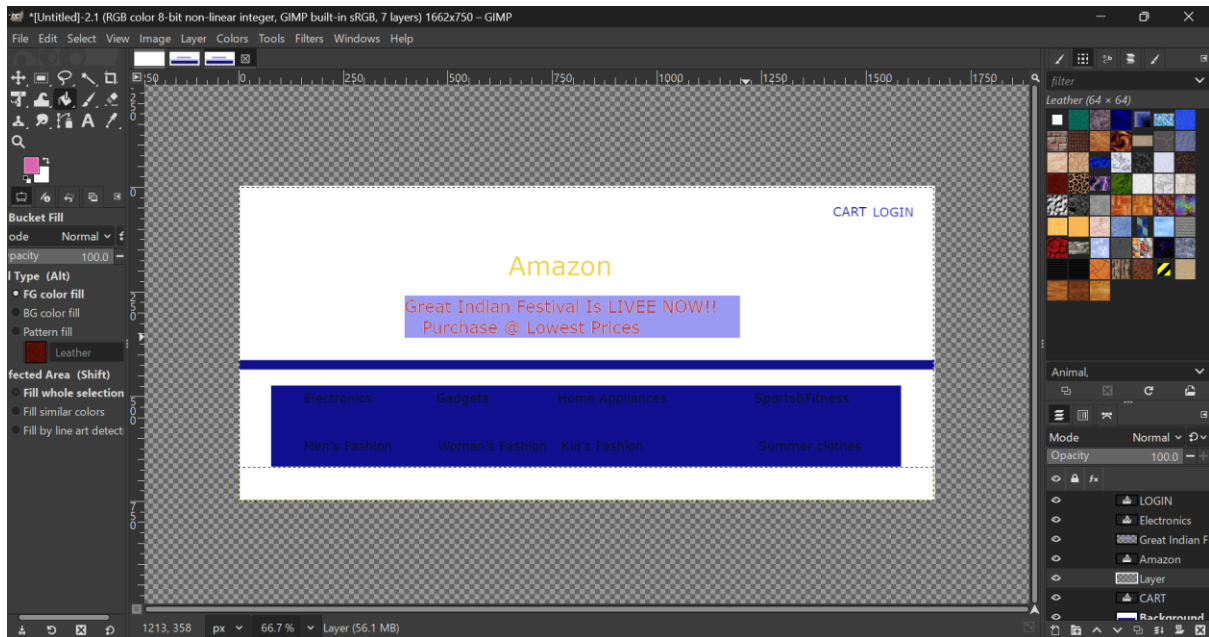 *[Untitled]-2.1 (RGB color 8-bit non-linear integer, GIMP built-in sRGB, 7 layers) 1662x750 – GIMP
File Edit Select View Image Layer Colors Tools Filters Windows Help
50 0 250 500 750 1000 1250 1500 1750
filter
Leather (64 × 64)
0
CART LOGIN
Bucket Fill
ode Normal
pacity 100.0
Amazon
l Type (Alt)
FG color fill
BG color fill
Pattern fill
Leather
Great Indian Festival Is LIVEE NOW!!
Purchase @ Lowest Prices
fected Area (Shift)
Fill whole selection
Fill similar colors
Fill by line art detecti
Electronics Gadgets Home Appliances Sports&Fitness
Men's Fashion Women's Fashion Kid's Fashion Summer clothes
Animal,
Mode Normal
Opacity 100.0
LOGIN
Electronics
Great Indian F
Amazon
Layer
CART
Background
1213, 358 px 66.7 % Layer (56.1 MB)